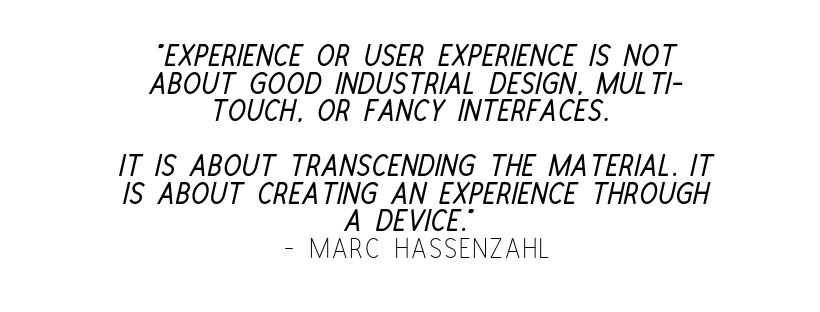 "EXPERIENCE OR USER EXPERIENCE IS NOT
ABOUT GOOD INDUSTRIAL DESIGN, MULTI-
TOUCH, OR FANCY INTERFACES.
IT IS ABOUT TRANSCENDING THE MATERIAL. IT
IS ABOUT CREATING AN EXPERIENCE THROUGH
A DEVICE."
- MARC HASSENZAHL